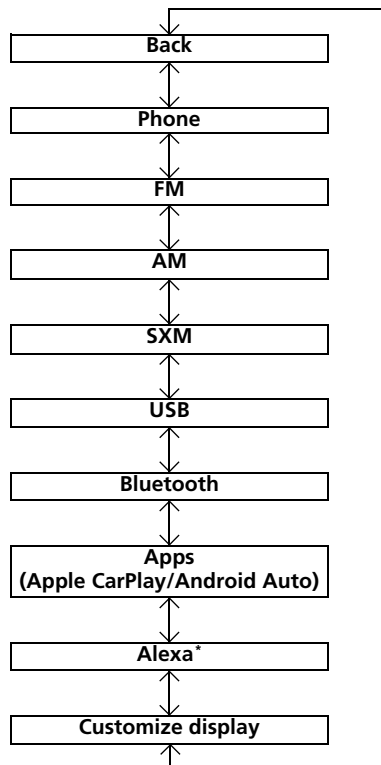 Back
Phone
FM
AM
SXM
USB
Bluetooth
Apps
(Apple CarPlay/Android Auto)
Alexa*
Customize display